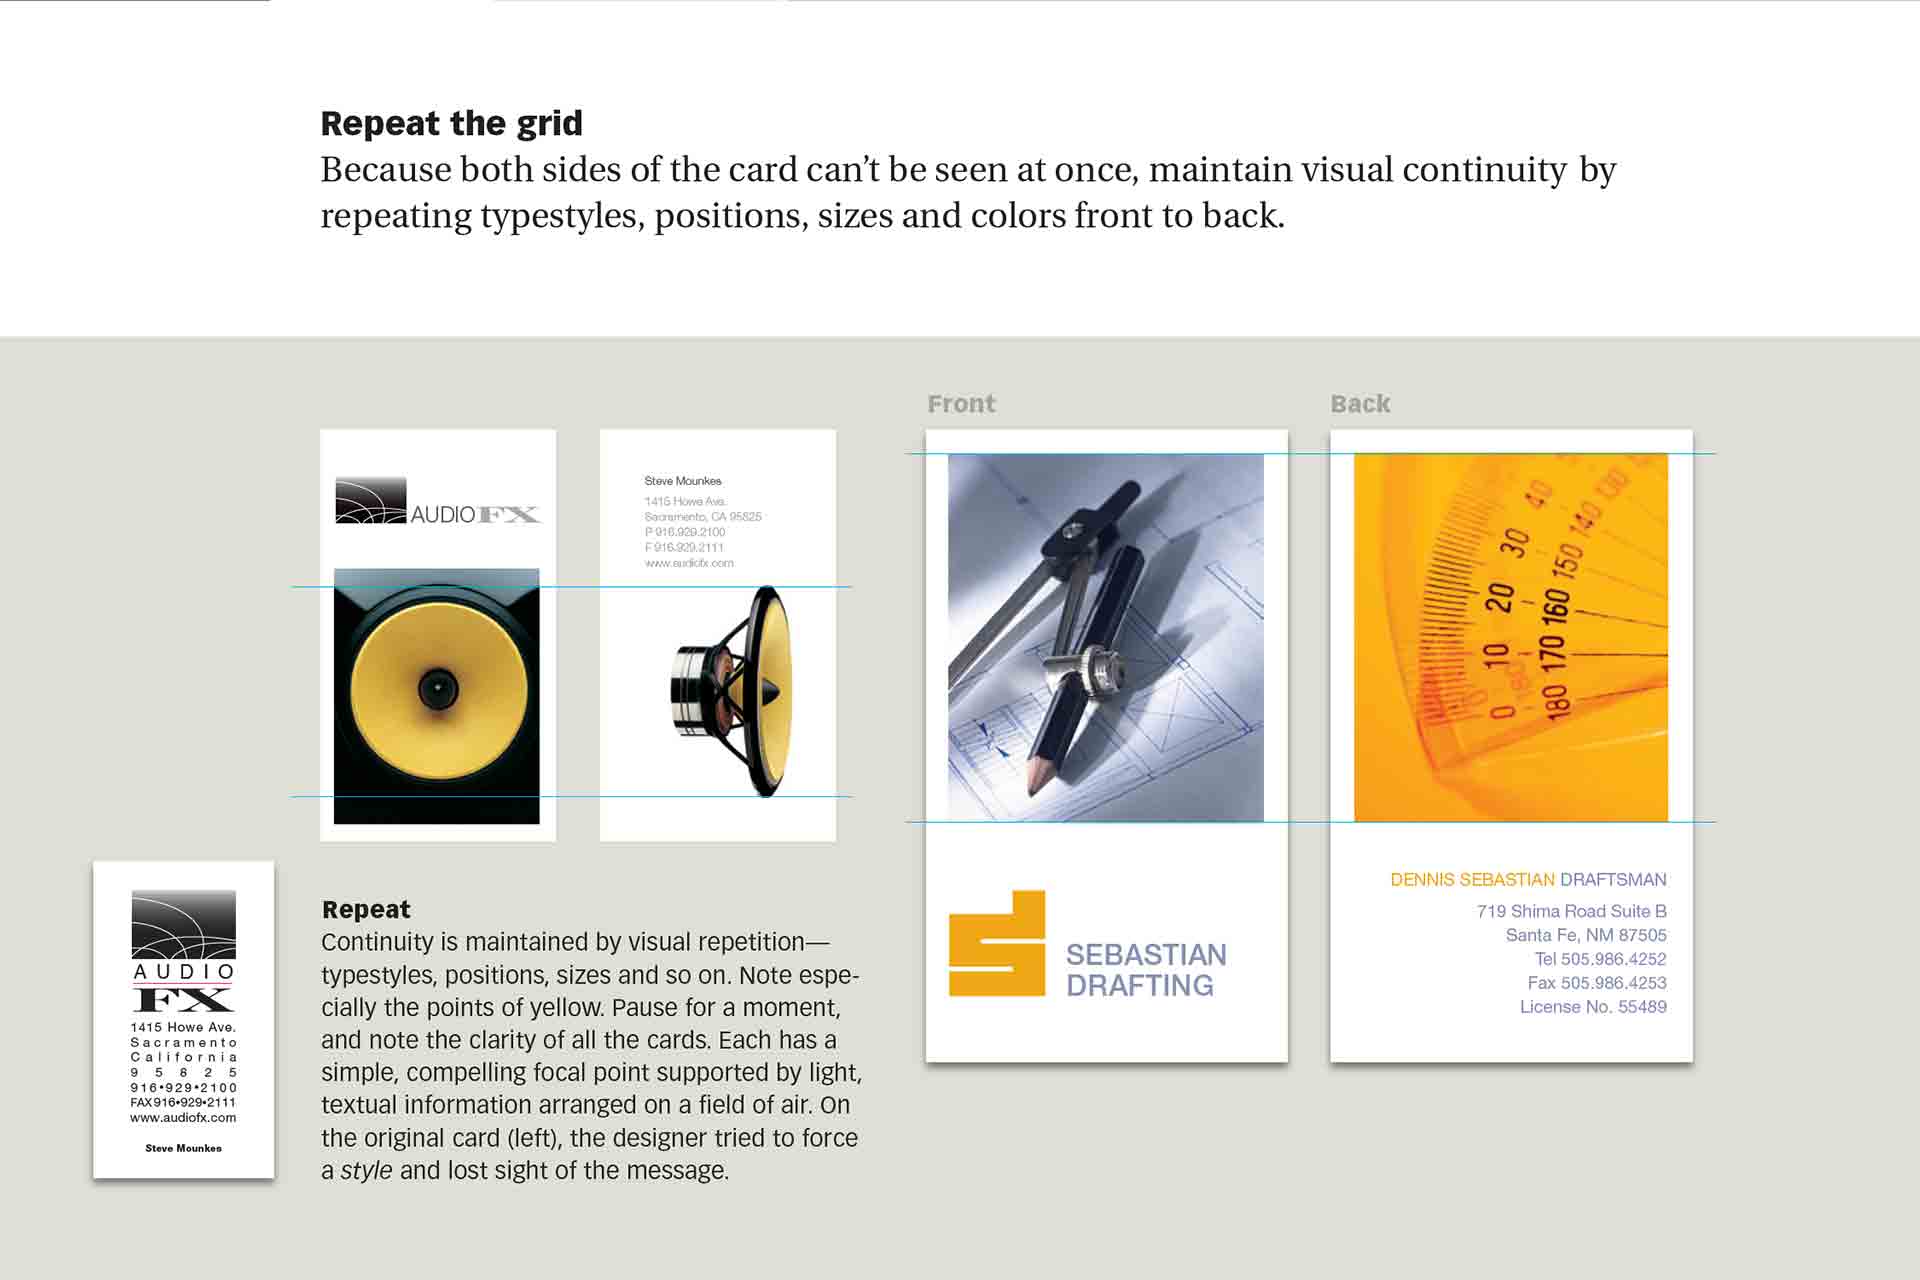 Repeat the grid
Because both sides of the card can’t be seen at once, maintain visual continuity by
repeating typestyles, positions, sizes and colors front to back.
AUDIO FX
Steve Mounkes
1415 Howe Ave.
Sacramento, CA 95825
P 916.929.2100
F 916.929.2111
www.audiofx.com
Front
Back
40
30
20
10
0
130
140
150
160
170
180
SEBASTIAN
DRAFTING
DENNIS SEBASTIAN DRAFTSMAN
719 Shima Road Suite B
Santa Fe, NM 87505
Tel 505.986.4252
Fax 505.986.4253
License No. 55489
AUDIO
FX
1415 Howe Ave.
Sacramento
California
95825
916•929•2100
FAX916•929•2111
www.audiofx.com
Steve Mounkes
Repeat
Continuity is maintained by visual repetition—
typestyles, positions, sizes and so on. Note espe-
cially the points of yellow. Pause for a moment,
and note the clarity of all the cards. Each has a
simple, compelling focal point supported by light,
textual information arranged on a field of air. On
the original card (left), the designer tried to force
a style and lost sight of the message.